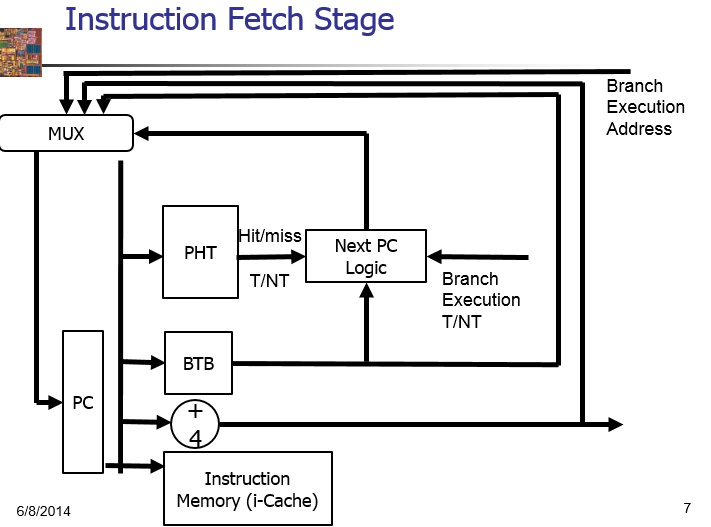 Instruction Fetch Stage
Branch
Execution
Address
MUX
PHT
Hit/miss
T/NT
Next PC
Logic
Branch
Execution
T/NT
BTB
PC
+
4
Instruction
Memory (i-Cache)
6/8/2014
7